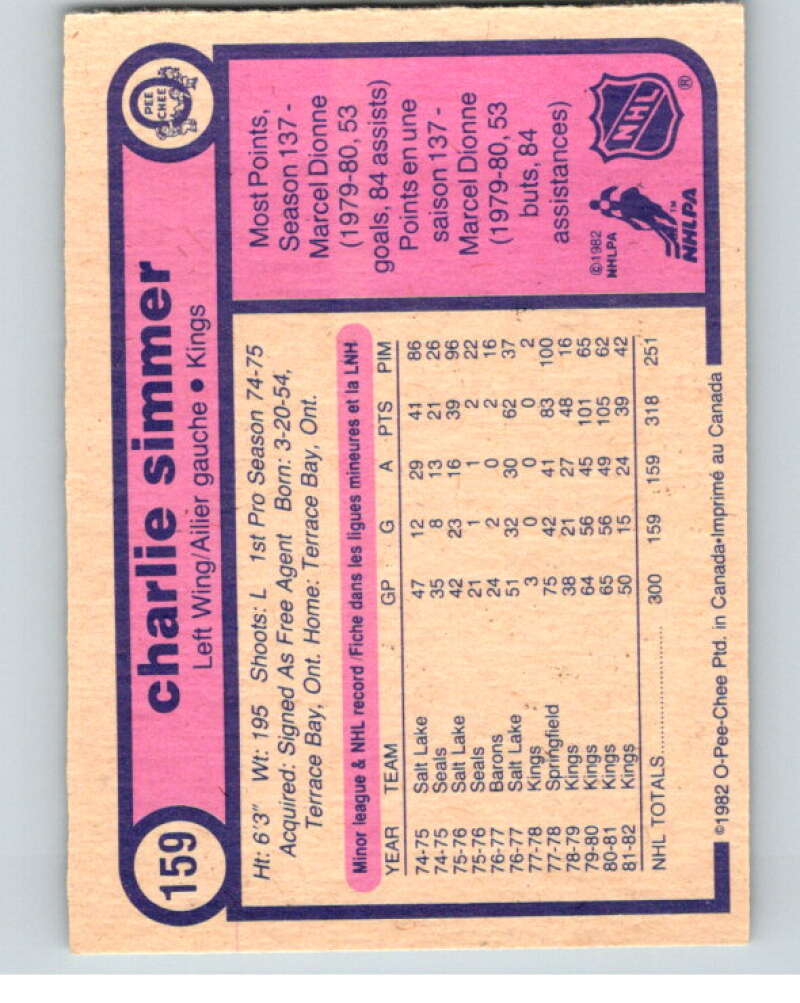 159
charlie simmer
Left Wing/Ailier gauche • Kings
PEE
CHEE
Ht: 6'3" Wt: 195 Shoots: L 1st Pro Season 74-75
Acquired: Signed As Free Agent Born: 3-20-54,
Terrace Bay, Ont. Home: Terrace Bay, Ont.
Minor league & NHL record/Fiche dans les ligues mineures et la LNH
YEAR TEAM GP G A PTS PIM
74-75 Salt Lake 47 12 29 41 86
74-75 Seals 35 8 13 21 26
75-76 Salt Lake 42 23 16 39 96
75-76 Seals 21 1 1 2 22
76-77 Barons 24 2 0 2 16
76-77 Salt Lake 51 32 30 62 37
77-78 Kings 3 0 0 0 2
77-78 Springfield 75 42 41 83 100
78-79 Kings 38 21 27 48 16
79-80 Kings 64 56 45 101 65
80-81 Kings 65 56 49 105 62
81-82 Kings 50 15 24 39 42
NHL TOTALS.................... 300 159 159 318 251
Most Points,
Season 137 -
Marcel Dionne
(1979-80, 53
goals, 84 assists)
Points en une
saison 137 -
Marcel Dionne
(1979-80, 53
buts, 84
assistances)
©1982
NHLPA
NHLPA
™
NHL
®
©1982 O-Pee-Chee Ptd. in Canada•Imprimé au Canada